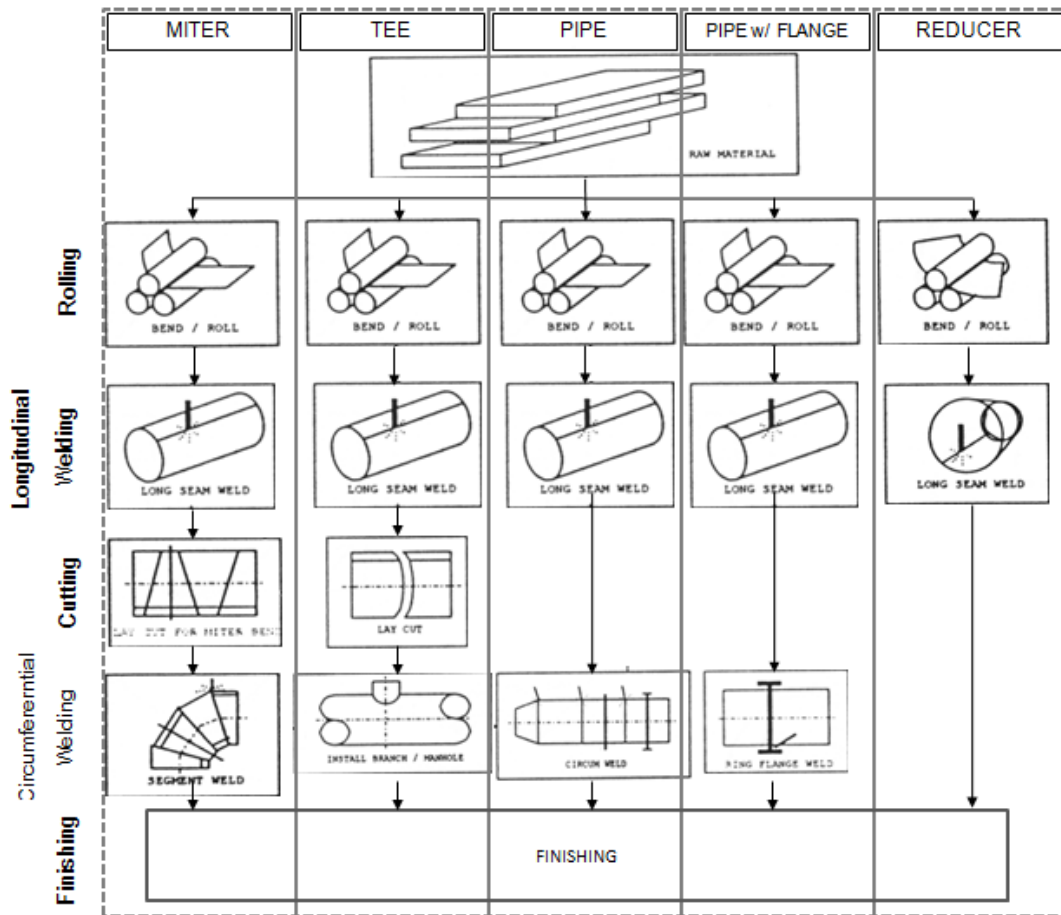 MITER
TEE
PIPE
PIPE w/ FLANGE
REDUCER
RAW MATERIAL
Rolling
BEND / ROLL
BEND / ROLL
BEND / ROLL
BEND / ROLL
BEND / ROLL
Longitudinal
Welding
LONG SEAM WELD
LONG SEAM WELD
LONG SEAM WELD
LONG SEAM WELD
LONG SEAM WELD
Cutting
LAY CUT FOR MITER BEND
LAY CUT
Circumferential
Welding
SEGMENT WELD
INSTALL BRANCH / MANHOLE
CIRCUM WELD
RING FLANGE WELD
Finishing
FINISHING